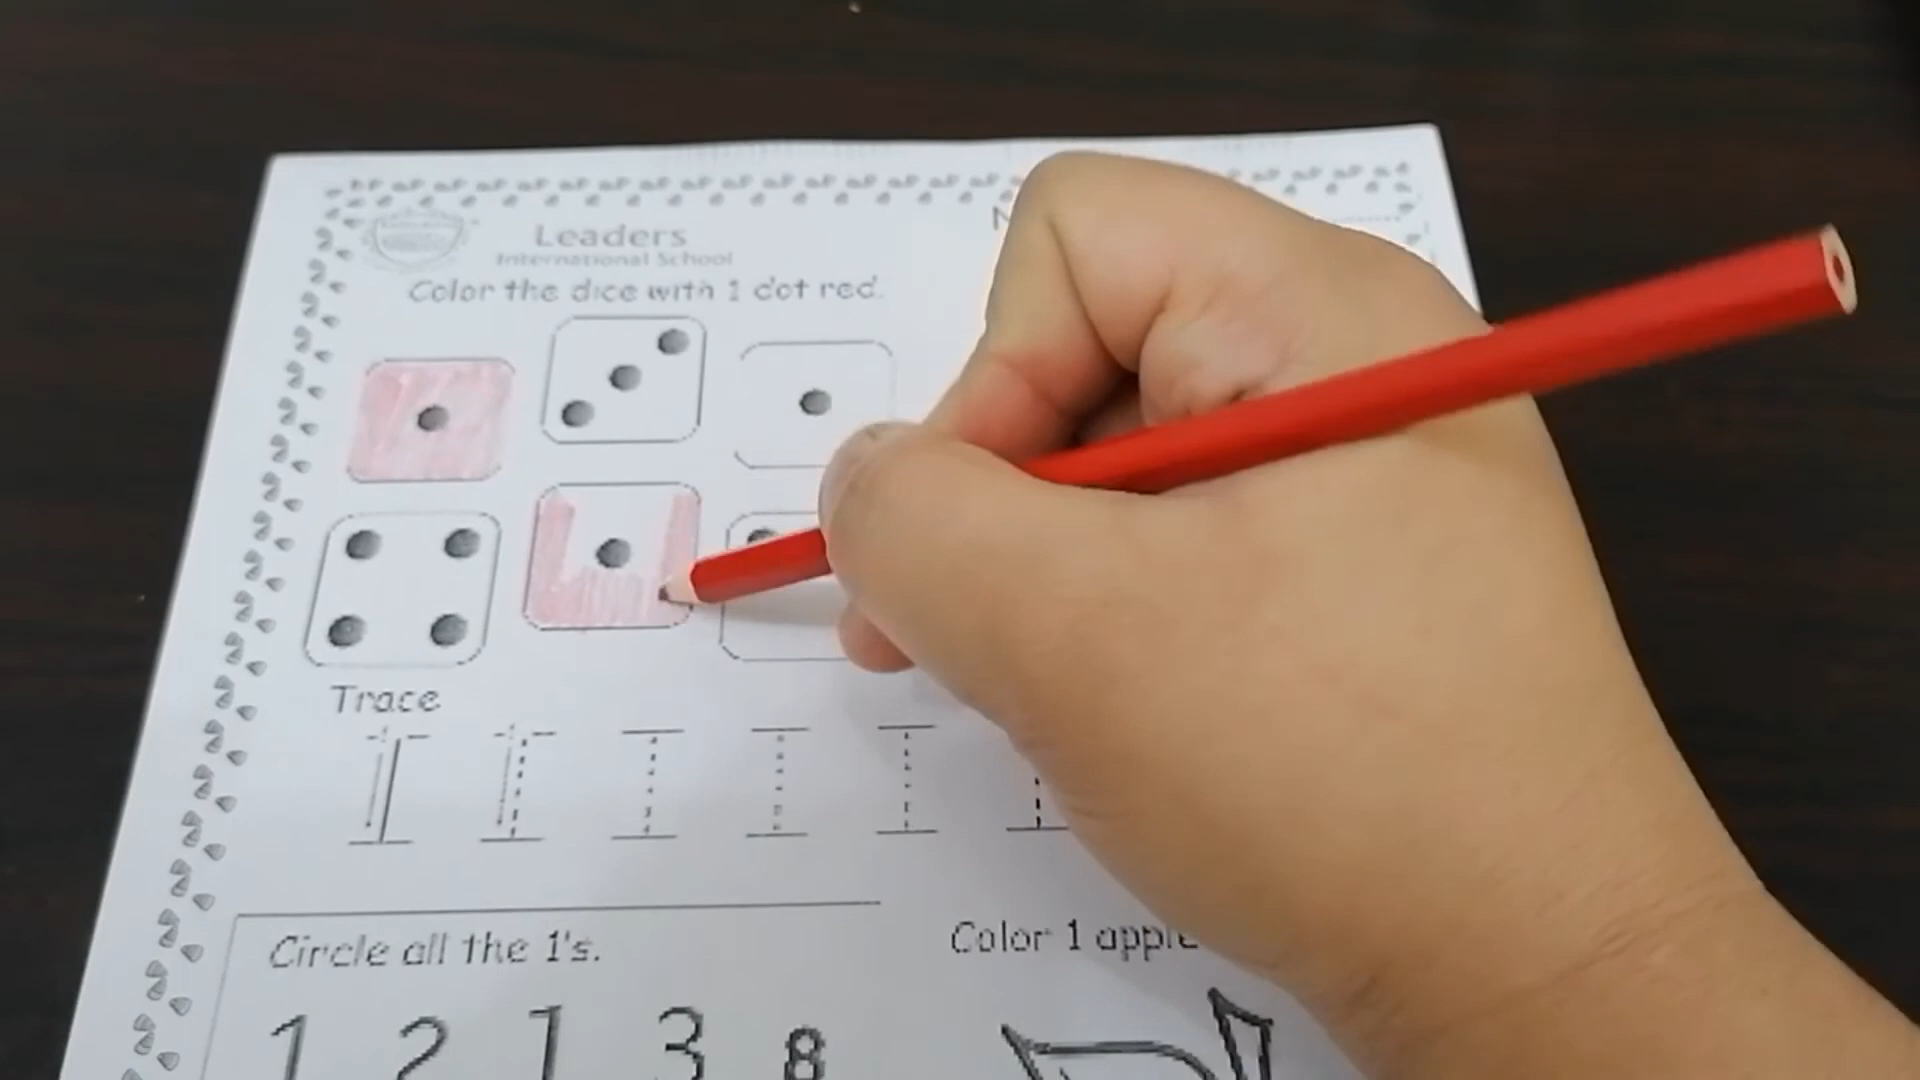 Leaders
International School
Color the dice with 1 dot red.
Trace
Circle all the 1's.
Color 1 apple
1 2 1 3 8